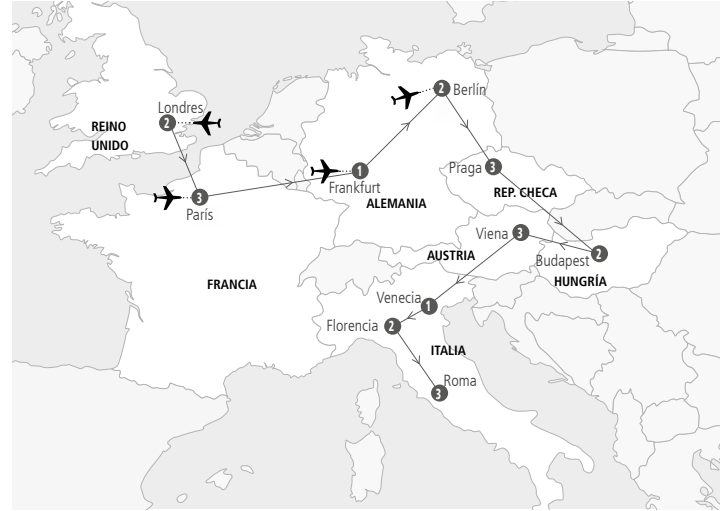 Londres
2
REINO
UNIDO
3
París
2
Berlín
1
Frankfurt
ALEMANIA
Praga
3
REP. CHECA
Viena
3
AUSTRIA
Budapest
2
HUNGRÍA
FRANCIA
Venecia
1
Florencia
2
ITALIA
3
Roma